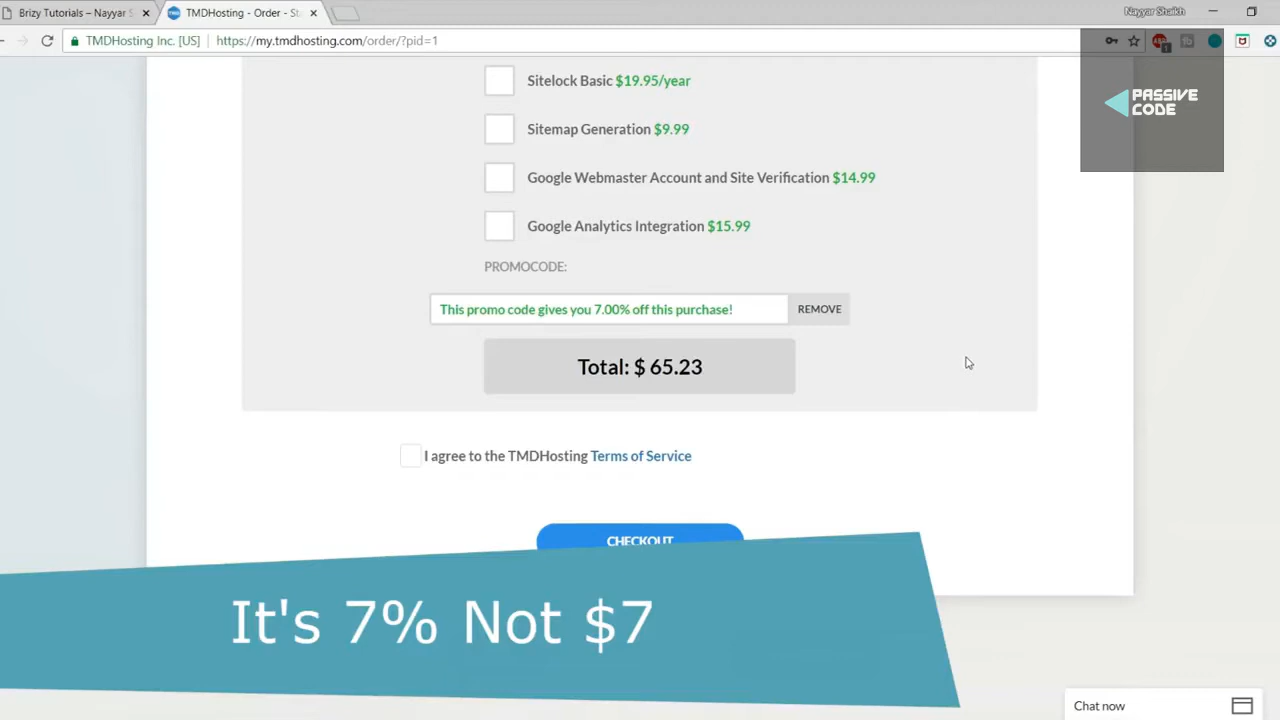 Brizy Tutorials – Nayyar S
TMDHosting - Order - Sta
Nayyar Shaikh
TMDHosting Inc. [US]
https://my.tmdhosting.com/order/?pid=1
PASSIVE
CODE
Sitelock Basic $19.95/year
Sitemap Generation $9.99
Google Webmaster Account and Site Verification $14.99
Google Analytics Integration $15.99
PROMOCODE:
This promo code gives you 7.00% off this purchase!
REMOVE
Total: $ 65.23
I agree to the TMDHosting Terms of Service
CHECKOUT
It's 7% Not $7
Chat now